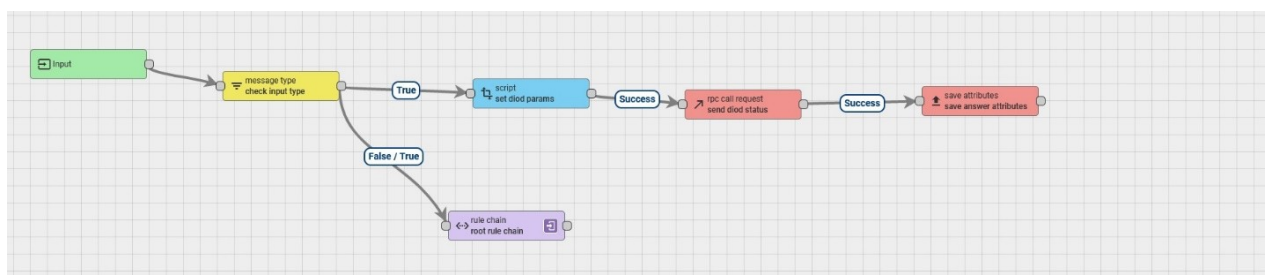 Input
message type
check input type
True
script
set diod params
Success
rpc call request
send diod status
Success
save attributes
save answer attributes
False / True
rule chain
root rule chain